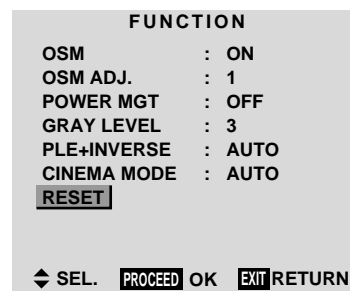 FUNCTION
OSM : ON
OSM ADJ. : 1
POWER MGT : OFF
GRAY LEVEL : 3
PLE+INVERSE : AUTO
CINEMA MODE : AUTO
RESET
SEL. PROCEED OK EXIT RETURN